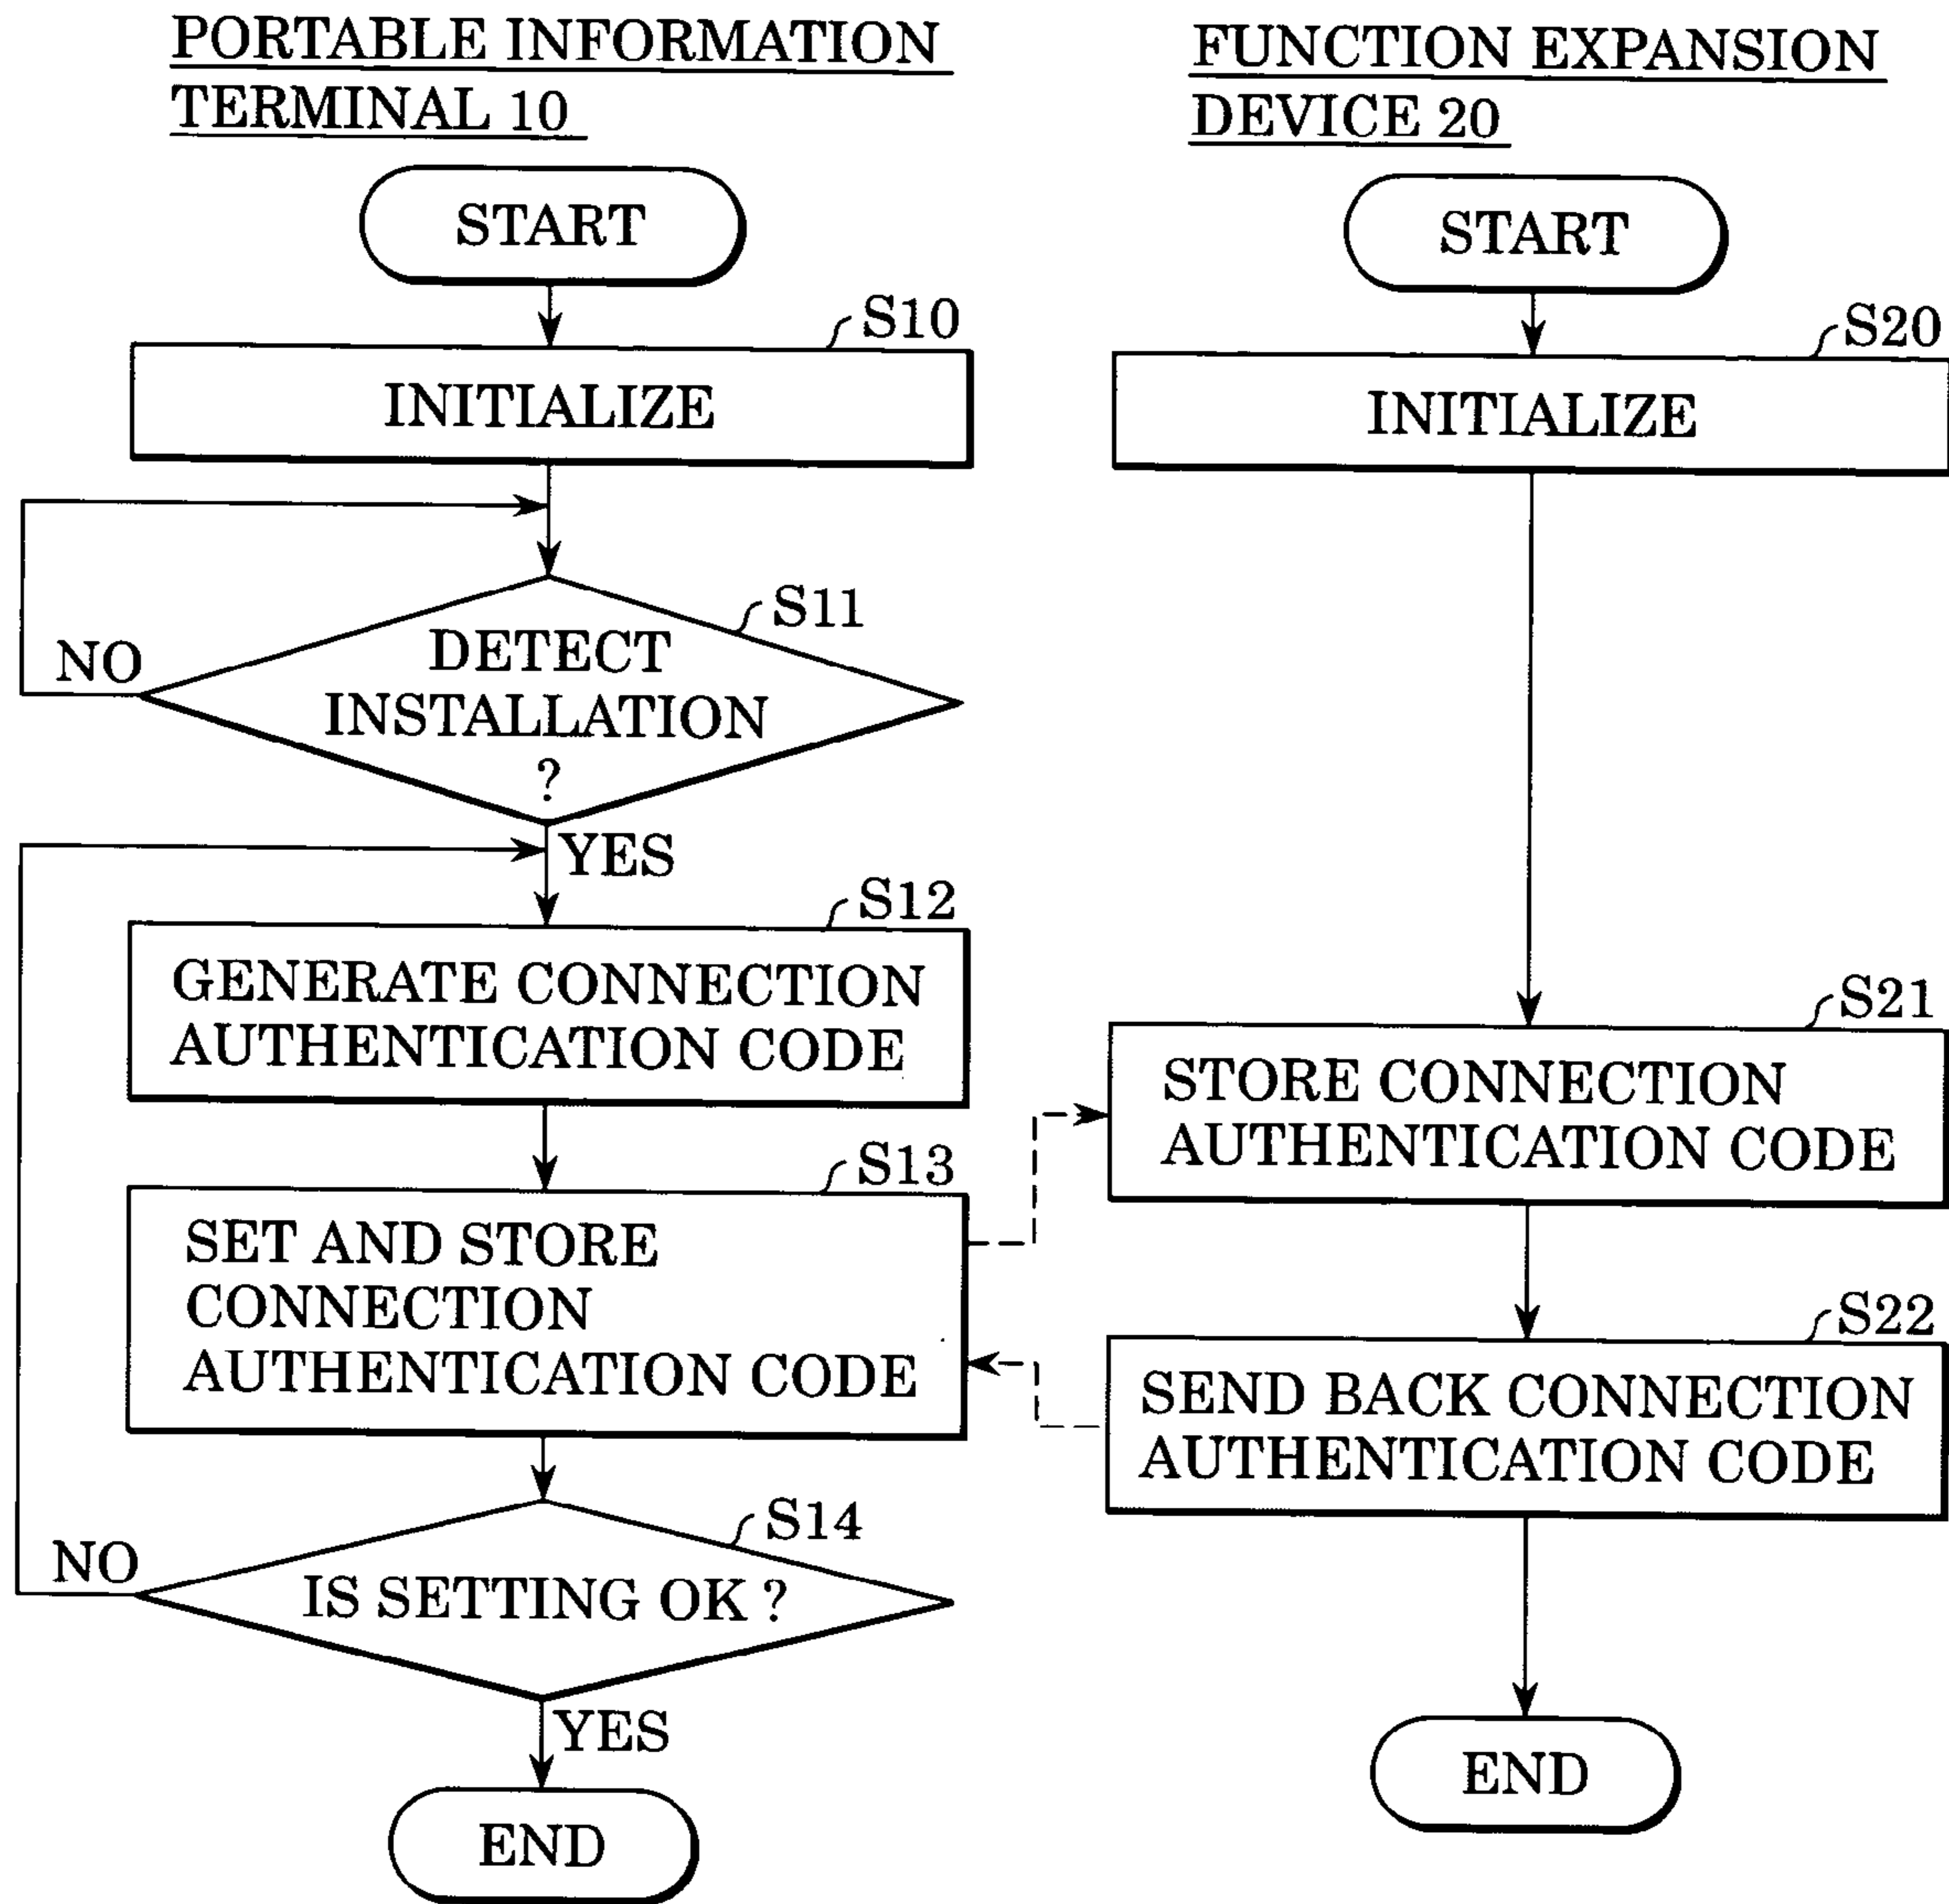 PORTABLE INFORMATION
TERMINAL 10
START
S10
INITIALIZE
S11
DETECT
INSTALLATION
?
NO
YES
S12
GENERATE CONNECTION
AUTHENTICATION CODE
S13
SET AND STORE
CONNECTION
AUTHENTICATION CODE
S14
IS SETTING OK ?
NO
YES
END
FUNCTION EXPANSION
DEVICE 20
START
S20
INITIALIZE
S21
STORE CONNECTION
AUTHENTICATION CODE
S22
SEND BACK CONNECTION
AUTHENTICATION CODE
END